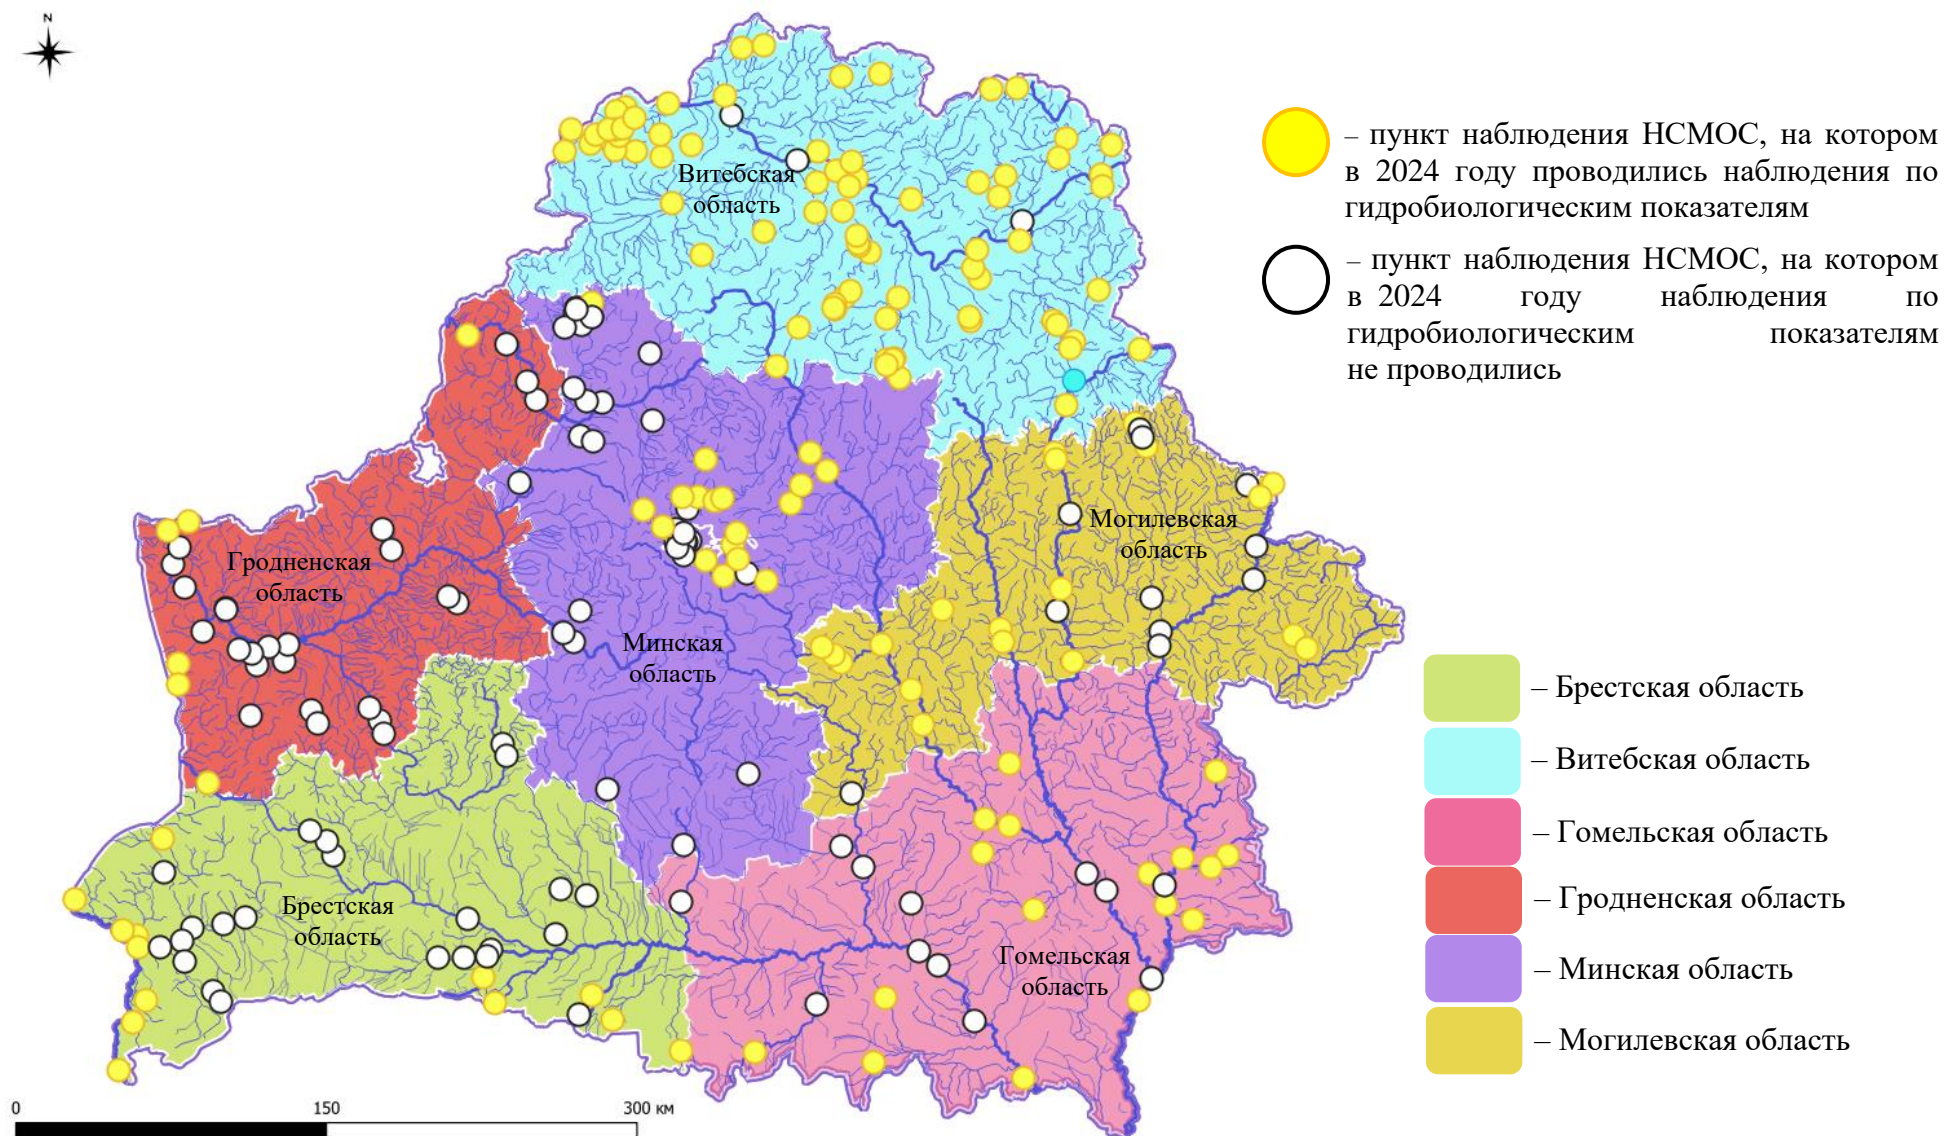 N
– пункт наблюдения НСМОС, на котором
в 2024 году проводились наблюдения по
гидробиологическим показателям
– пункт наблюдения НСМОС, на котором
в 2024 году наблюдения по
гидробиологическим показателям
не проводились
Витебская
область
Могилевская
область
Гродненская
область
Минская
область
Брестская
область
Гомельская
область
– Брестская область
– Витебская область
– Гомельская область
– Гродненская область
– Минская область
– Могилевская область
0 150 300 км